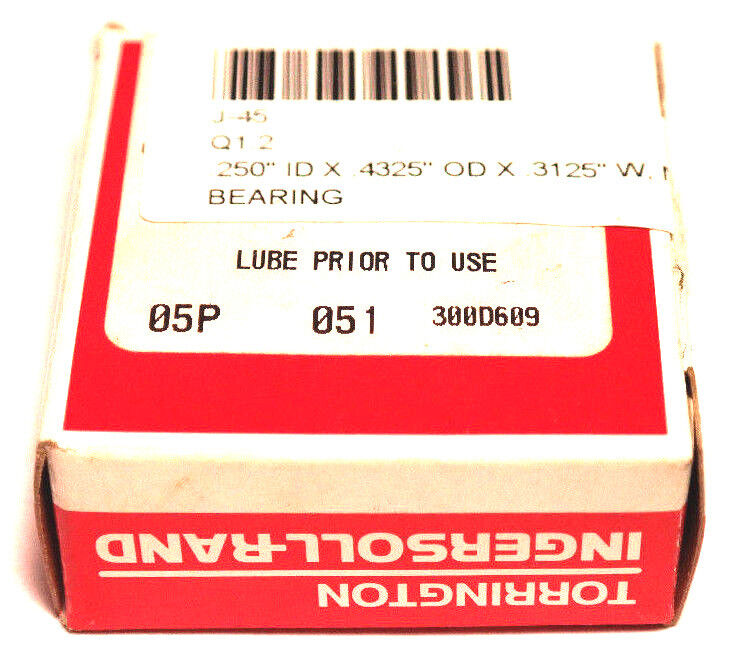 J-45
Q1 2
.250" ID X .4325" OD X .3125" W,
BEARING
LUBE PRIOR TO USE
05P 051 300D609
TORRINGTON
INGERSOLL-RAND